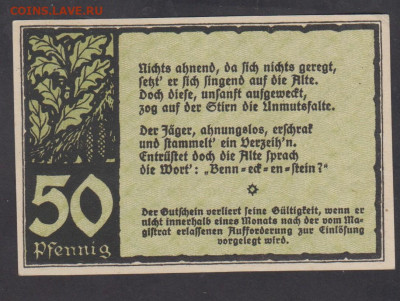 COINS.LAVE.RU
Nichts ahnend, da sich nichts geregt,
setzt' er sich singend auf die Alte.
Doch diese, unsanft aufgeweckt,
zog auf der Stirn die Unmutsfalte.
Der Jäger, ahnungslos, erschrak
und stammelt' ein Verzeih'n.
Entrüstet doch die Alte sprach
die Wort': „Benn=eck=en=stein?"
50
Pfennig
Der Gutschein verliert seine Gültigkeit, wenn er
nicht innerhalb eines Monats nach der vom Ma=
gistrat erlassenen Aufforderung zur Einlösung
vorgelegt wird.